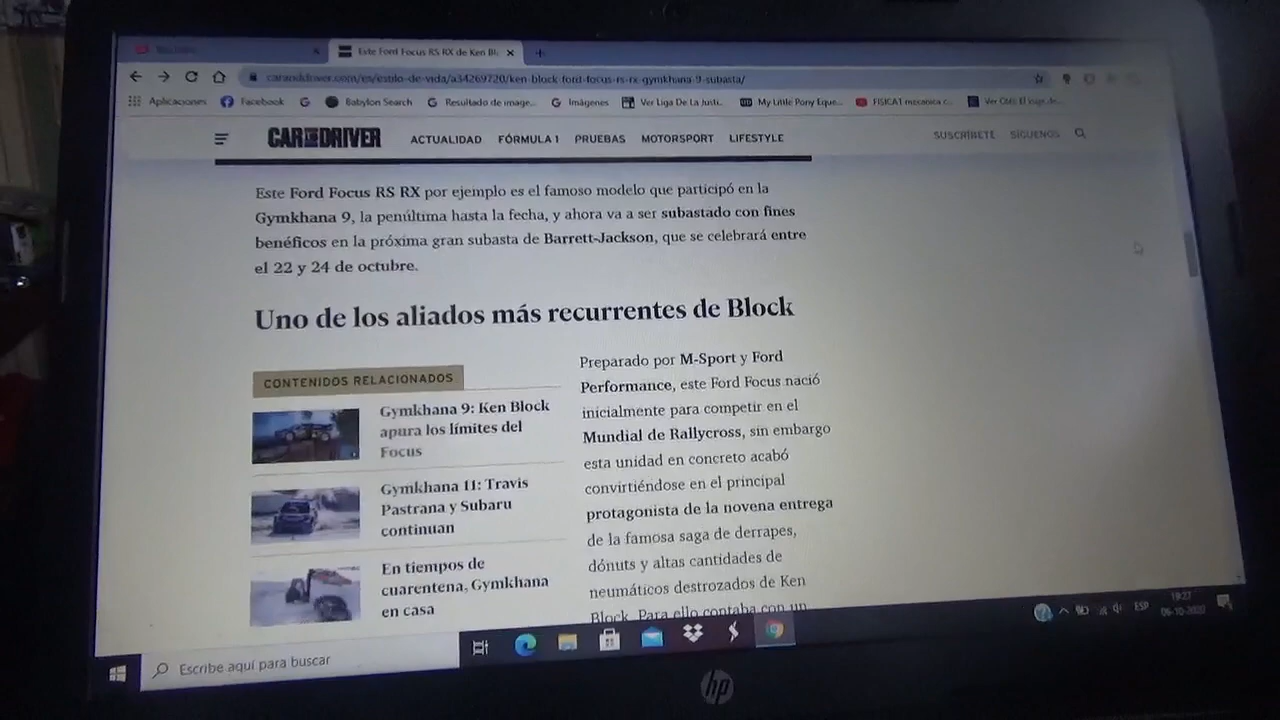 Este Ford Focus RS RX de Ken Bl
caranddriver.com/es/estilo-de-vida/a34269720/ken-block-ford-focus-rs-rx-gymkhana-9-subasta/
Aplicaciones
Facebook
Babylon Search
Resultado de image...
Imágenes
Ver Liga De La Justi...
My Little Pony Eque...
FISICAT mecanica c...
CAR AND DRIVER
ACTUALIDAD
FÓRMULA 1
PRUEBAS
MOTORSPORT
LIFESTYLE
SUSCRÍBETE
SÍGUENOS
Este Ford Focus RS RX por ejemplo es el famoso modelo que participó en la
Gymkhana 9, la penúltima hasta la fecha, y ahora va a ser subastado con fines
benéficos en la próxima gran subasta de Barrett-Jackson, que se celebrará entre
el 22 y 24 de octubre.
Uno de los aliados más recurrentes de Block
CONTENIDOS RELACIONADOS
Gymkhana 9: Ken Block
apura los límites del
Focus
Gymkhana 11: Travis
Pastrana y Subaru
continuan
En tiempos de
cuarentena, Gymkhana
en casa
Preparado por M-Sport y Ford
Performance, este Ford Focus nació
inicialmente para competir en el
Mundial de Rallycross, sin embargo
esta unidad en concreto acabó
convirtiéndose en el principal
protagonista de la novena entrega
de la famosa saga de derrapes,
dónuts y altas cantidades de
neumáticos destrozados de Ken
Block. Para ello contaba con un
Escribe aquí para buscar
ESP
19:27
06-10-2020
hp